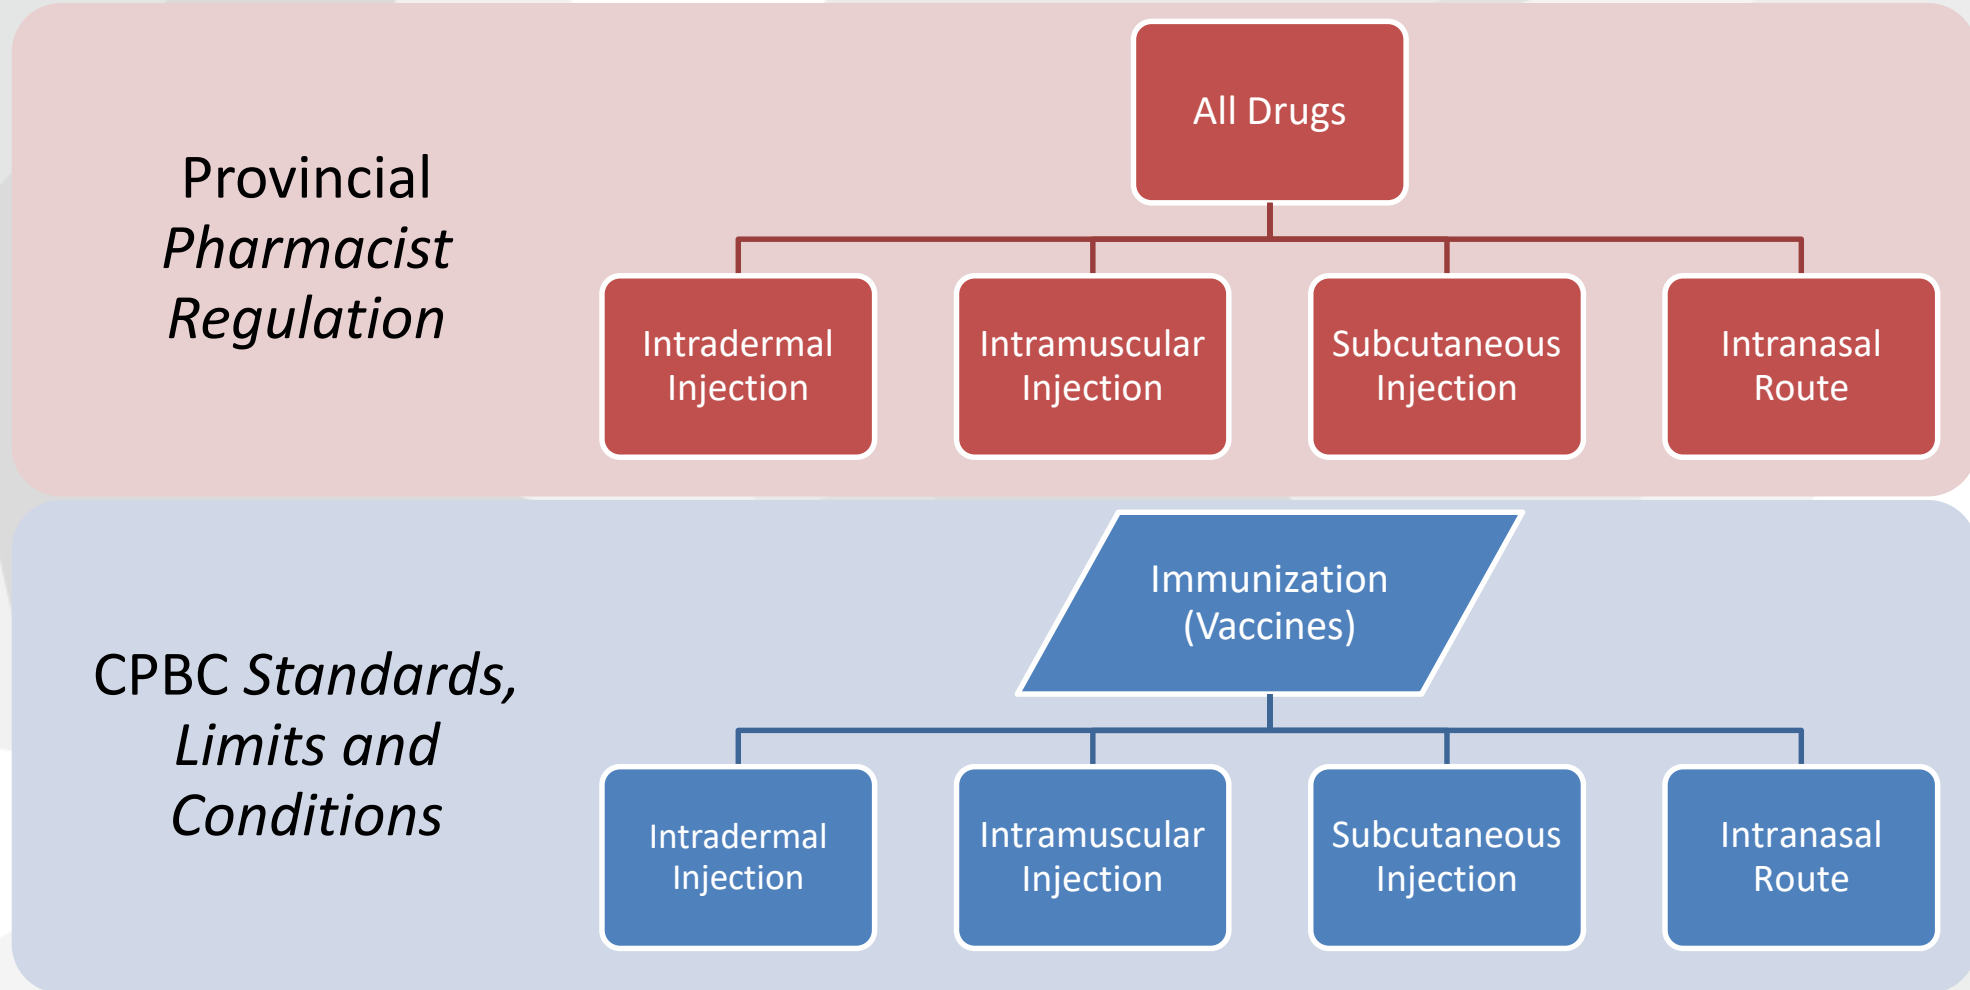 Provincial
Pharmacist
Regulation
All Drugs
Intradermal
Injection
Intramuscular
Injection
Subcutaneous
Injection
Intranasal
Route
CPBC Standards,
Limits and
Conditions
Immunization
(Vaccines)
Intradermal
Injection
Intramuscular
Injection
Subcutaneous
Injection
Intranasal
Route